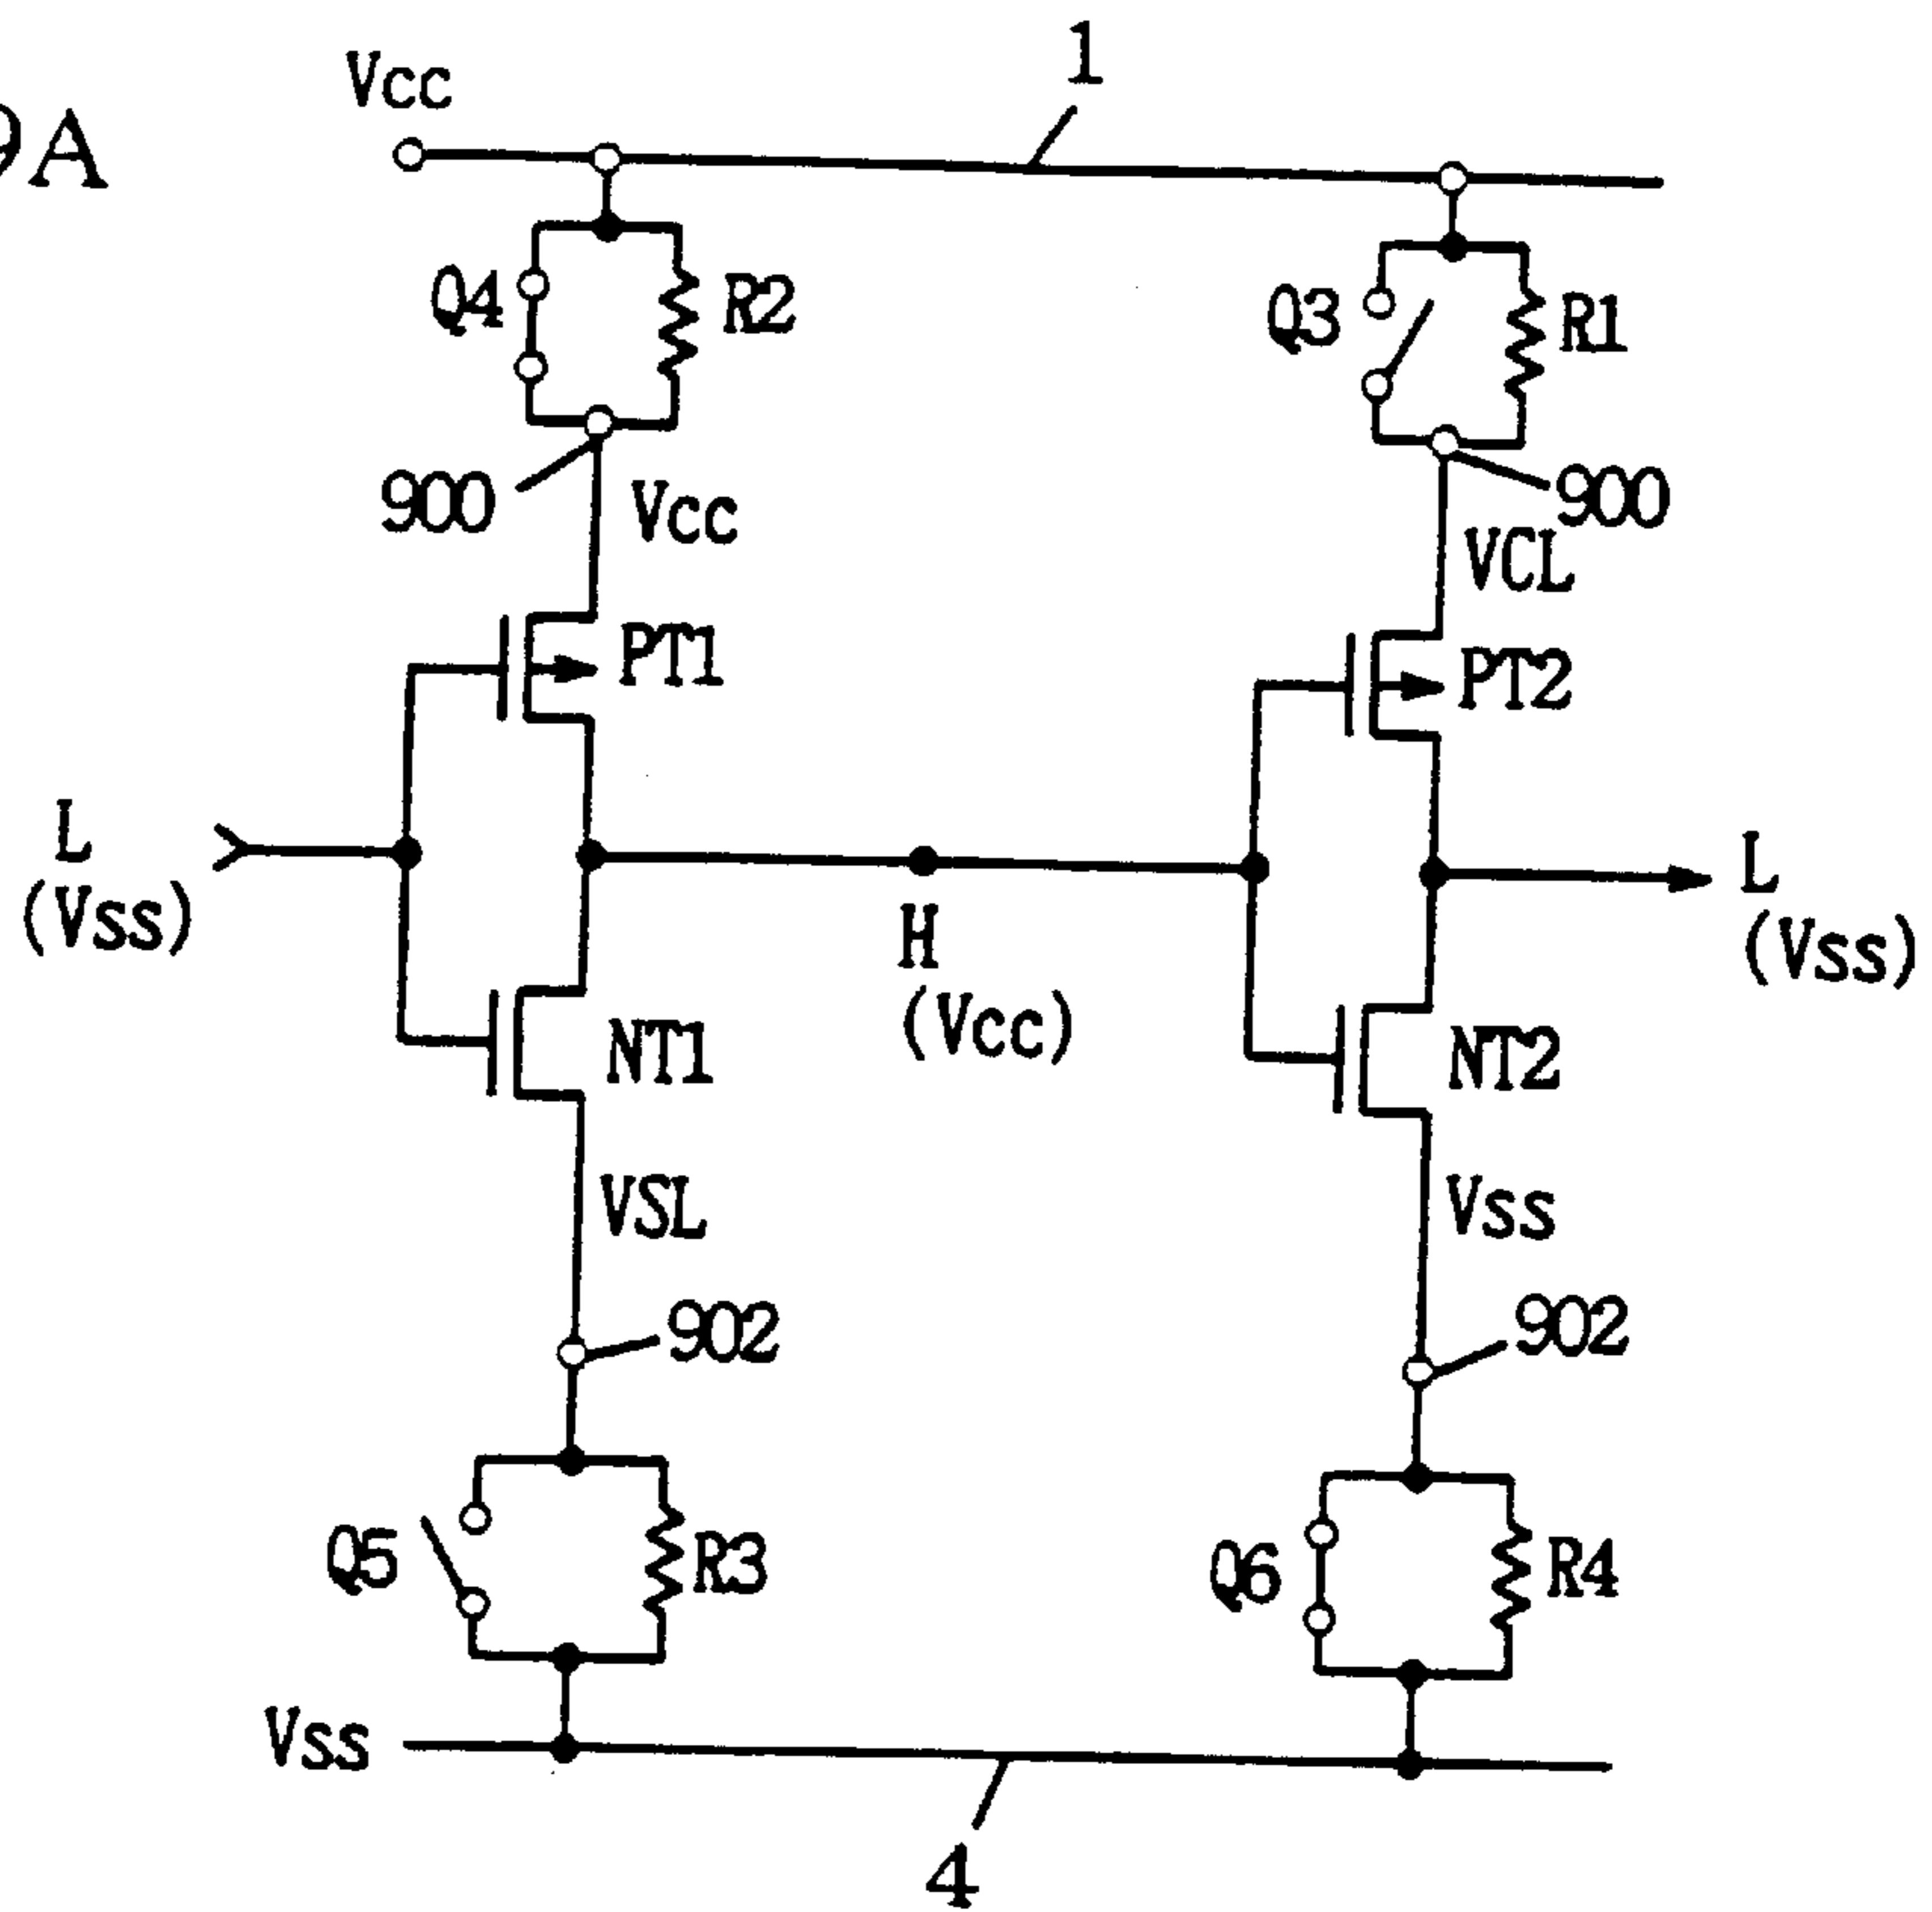 1
Vcc
9A
Q4
R2
Q3
R1
900
Vcc
900
VCL
PT1
PT2
L
(Vss)
H
(Vcc)
L
(Vss)
NT1
NT2
VSL
Vss
902
902
Q5
R3
Q6
R4
Vss
4